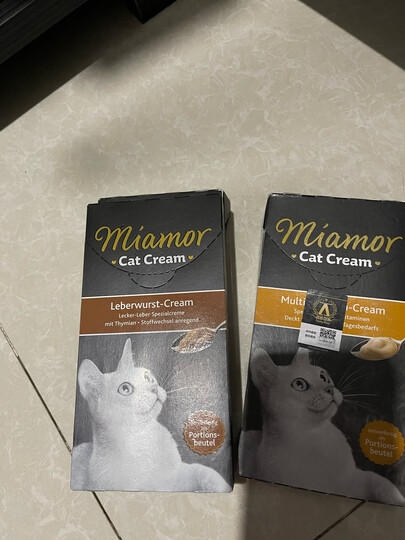 Miamor
Cat Cream
Leberwurst-Cream
Lecker-Leber Spezialcreme
mit Thymian • Stoffwechsel anregend
Portions-
beutel
Miamor
Cat Cream
Multi -Cream
Deckt
Portions-
beutel